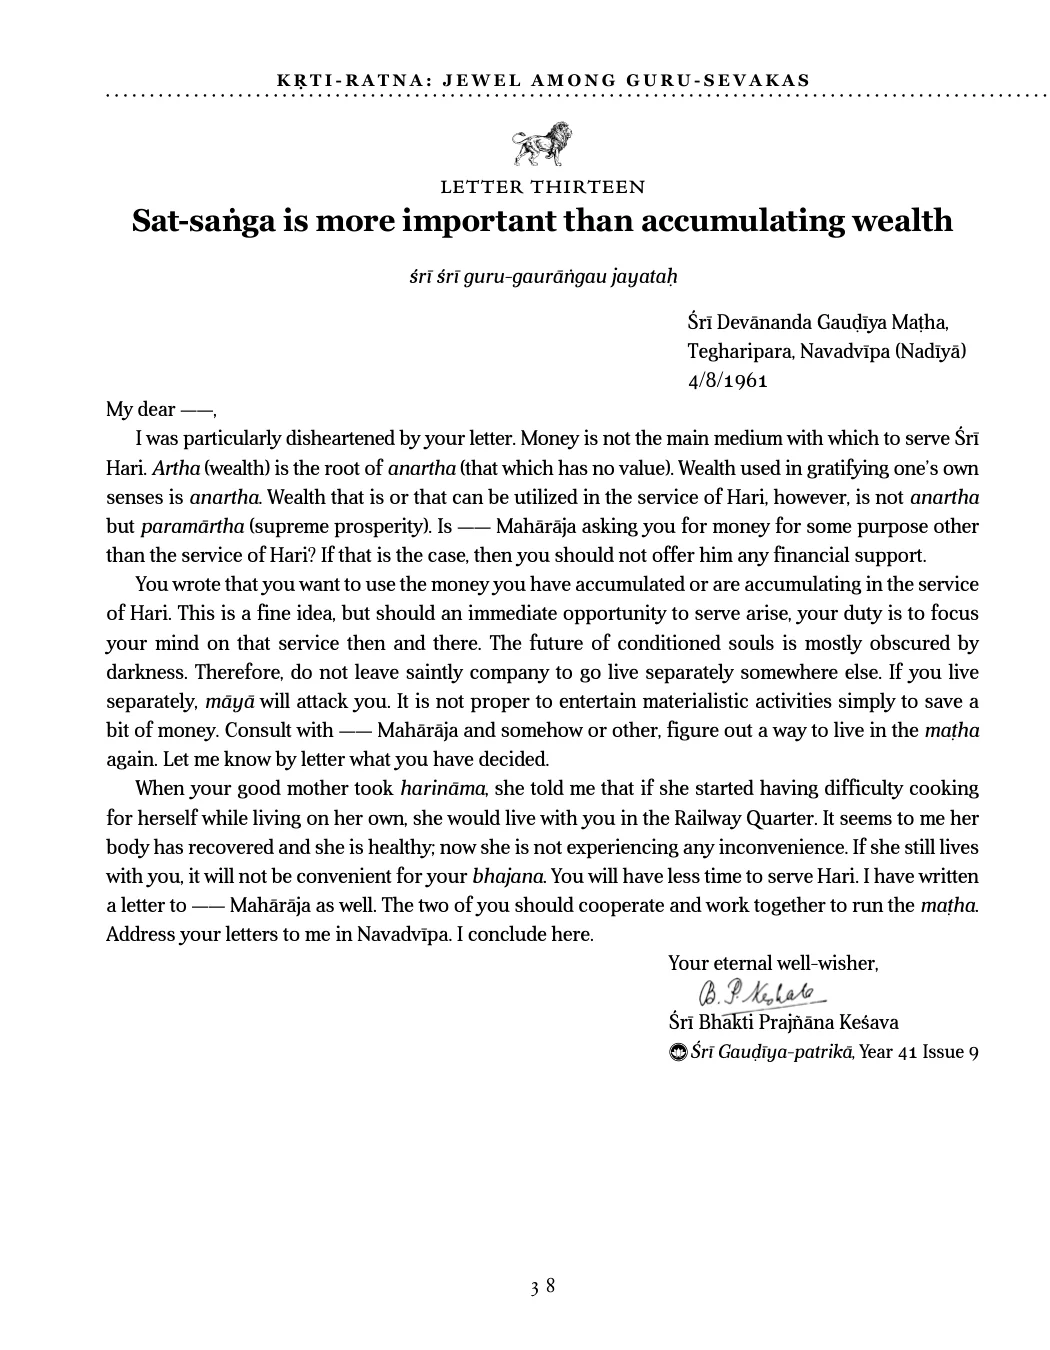 KṚTI-RATNA: JEWEL AMONG GURU-SEVAKAS
LETTER THIRTEEN
Sat-saṅga is more important than accumulating wealth
śrī śrī guru-gaurāṅgau jayataḥ
Śrī Devānanda Gauḍīya Maṭha,
Tegharipara, Navadvīpa (Nadīyā)
4/8/1961
My dear ——,
I was particularly disheartened by your letter. Money is not the main medium with which to serve Śrī
Hari. Artha (wealth) is the root of anartha (that which has no value). Wealth used in gratifying one’s own
senses is anartha. Wealth that is or that can be utilized in the service of Hari, however, is not anartha
but paramārtha (supreme prosperity). Is —— Mahārāja asking you for money for some purpose other
than the service of Hari? If that is the case, then you should not offer him any financial support.
You wrote that you want to use the money you have accumulated or are accumulating in the service
of Hari. This is a fine idea, but should an immediate opportunity to serve arise, your duty is to focus
your mind on that service then and there. The future of conditioned souls is mostly obscured by
darkness. Therefore, do not leave saintly company to go live separately somewhere else. If you live
separately, māyā will attack you. It is not proper to entertain materialistic activities simply to save a
bit of money. Consult with —— Mahārāja and somehow or other, figure out a way to live in the maṭha
again. Let me know by letter what you have decided.
When your good mother took harināma, she told me that if she started having difficulty cooking
for herself while living on her own, she would live with you in the Railway Quarter. It seems to me her
body has recovered and she is healthy; now she is not experiencing any inconvenience. If she still lives
with you, it will not be convenient for your bhajana. You will have less time to serve Hari. I have written
a letter to —— Mahārāja as well. The two of you should cooperate and work together to run the maṭha.
Address your letters to me in Navadvīpa. I conclude here.
Your eternal well-wisher,
B. P. Keshab
Śrī Bhakti Prajñāna Keśava
Śrī Gauḍīya-patrikā, Year 41 Issue 9
38